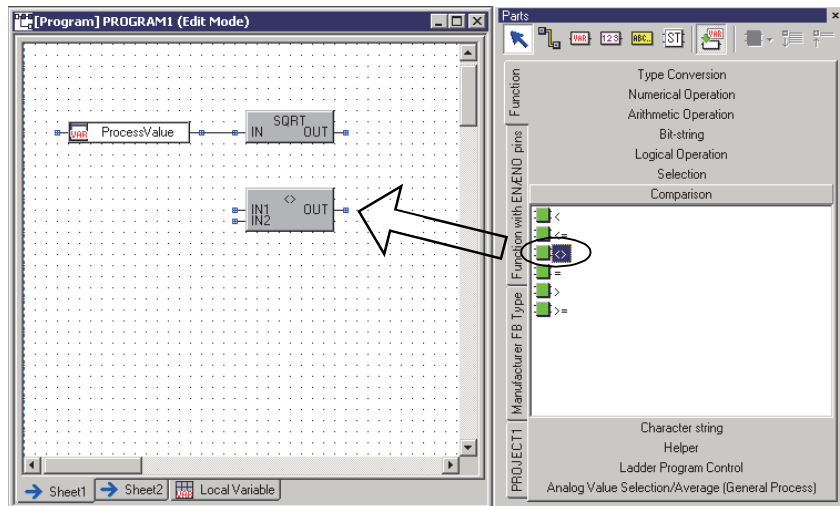 [Program] PROGRAM1 (Edit Mode)
VAR ProcessValue
SQRT
IN OUT
<>
IN1 OUT
IN2
Sheet1 Sheet2 VAR Local Variable
Parts
VAR 123 ABC.. ST VAR
Function
Function with EN/ENO pins
Manufacturer FB Type
PROJECT1
Type Conversion
Numerical Operation
Arithmetic Operation
Bit-string
Logical Operation
Selection
Comparison
<
<=
<>
=
>
>=
Character string
Helper
Ladder Program Control
Analog Value Selection/Average (General Process)